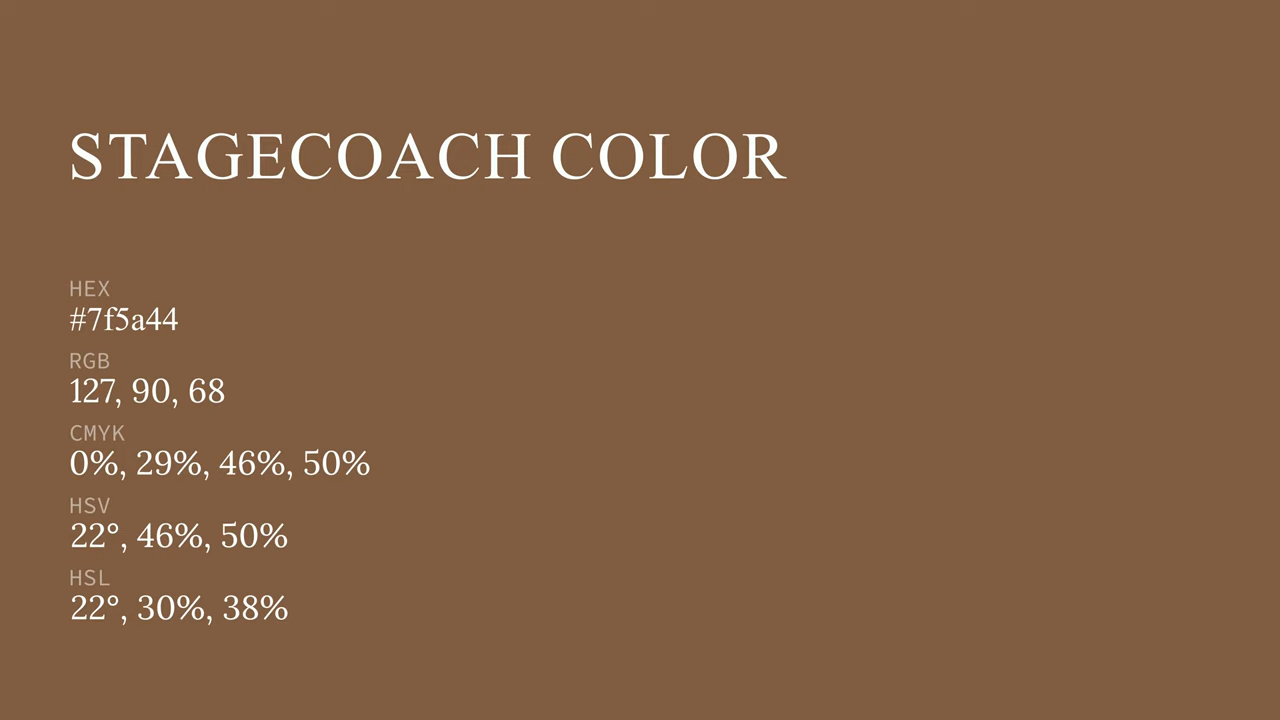 STAGECOACH COLOR
HEX
#7f5a44
RGB
127, 90, 68
CMYK
0%, 29%, 46%, 50%
HSV
22°, 46%, 50%
HSL
22°, 30%, 38%